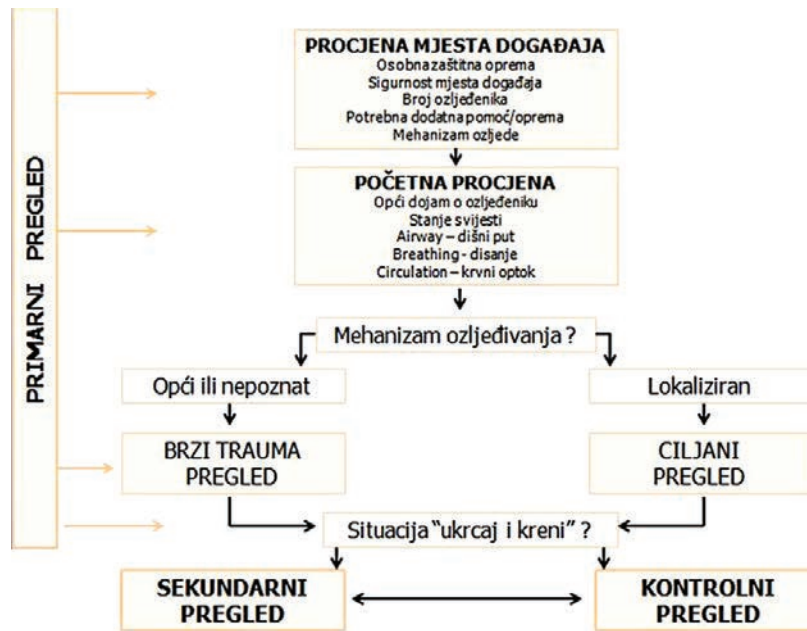 PRIMARNI PREGLED
PROCJENA MJESTA DOGAĐAJA
Osobna zaštitna oprema
Sigurnost mjesta događaja
Broj ozljeđenika
Potrebna dodatna pomoć/oprema
Mehanizam ozljede
POČETNA PROCJENA
Opći dojam o ozljeđeniku
Stanje svijesti
Airway – dišni put
Breathing - disanje
Circulation – krvni optok
Mehanizam ozljeđivanja ?
Opći ili nepoznat
Lokaliziran
BRZI TRAUMA
PREGLED
CILJANI
PREGLED
Situacija "ukrcaj i kreni" ?
SEKUNDARNI
PREGLED
KONTROLNI
PREGLED